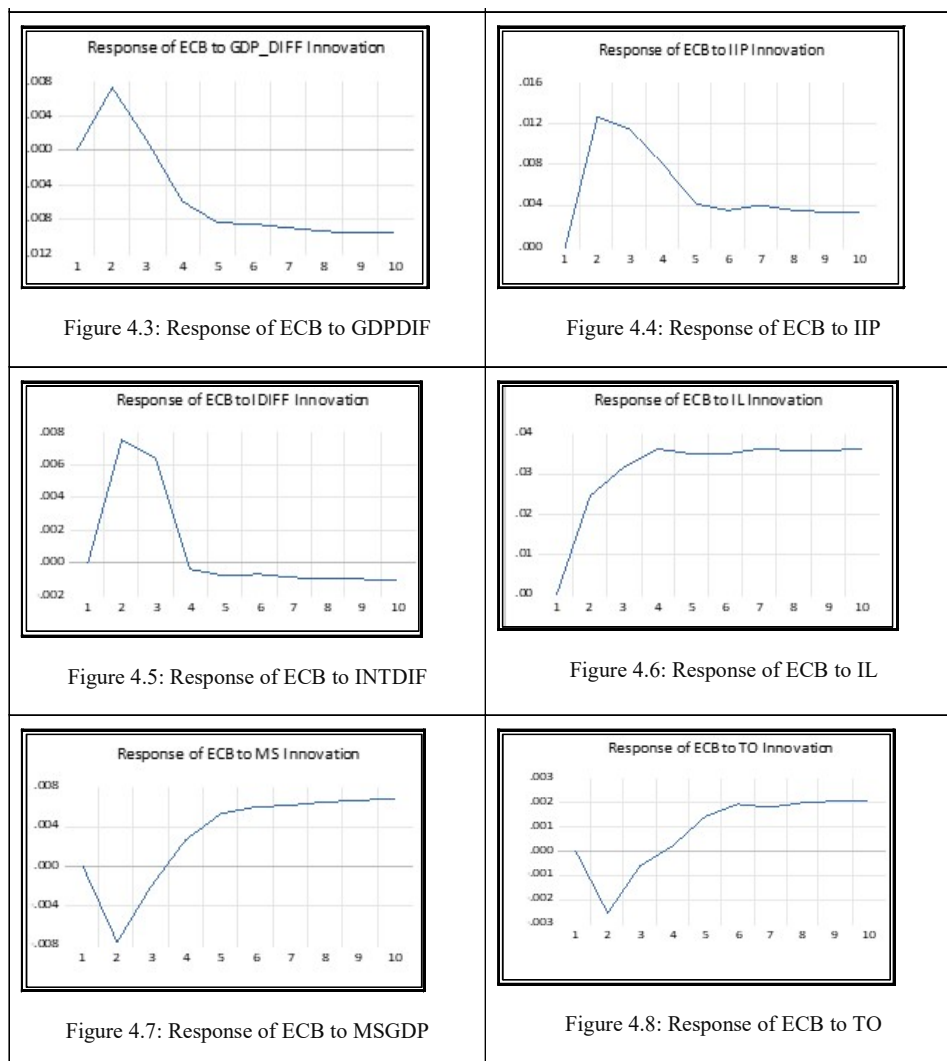 Response of ECB to GDP_DIFF Innovation
.008
.004
.000
.004
.008
.012
1 2 3 4 5 6 7 8 9 10
Figure 4.3: Response of ECB to GDPDIF
Response of ECB to IIP Innovation
.016
.012
.008
.004
.000
1 2 3 4 5 6 7 8 9 10
Figure 4.4: Response of ECB to IIP
Response of ECB to IDIFF Innovation
.008
.006
.004
.002
.000
-.002
1 2 3 4 5 6 7 8 9 10
Figure 4.5: Response of ECB to INTDIF
Response of ECB to IL Innovation
.04
.03
.02
.01
.00
1 2 3 4 5 6 7 8 9 10
Figure 4.6: Response of ECB to IL
Response of ECB to MS Innovation
.008
.004
.000
-.004
-.008
1 2 3 4 5 6 7 8 9 10
Figure 4.7: Response of ECB to MSGDP
Response of ECB to TO Innovation
.003
.002
.001
.000
-.001
-.002
-.003
1 2 3 4 5 6 7 8 9 10
Figure 4.8: Response of ECB to TO